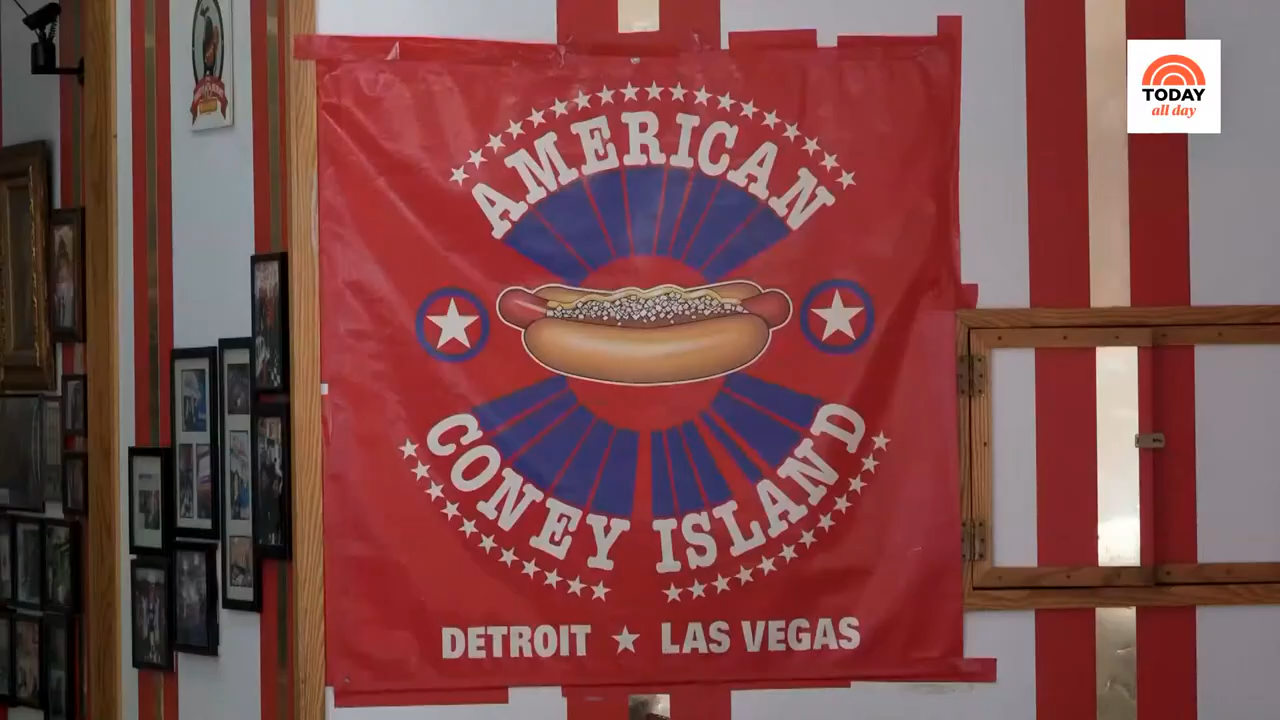 TODAY
all day
AMERICAN
CONEY ISLAND
DETROIT ★ LAS VEGAS